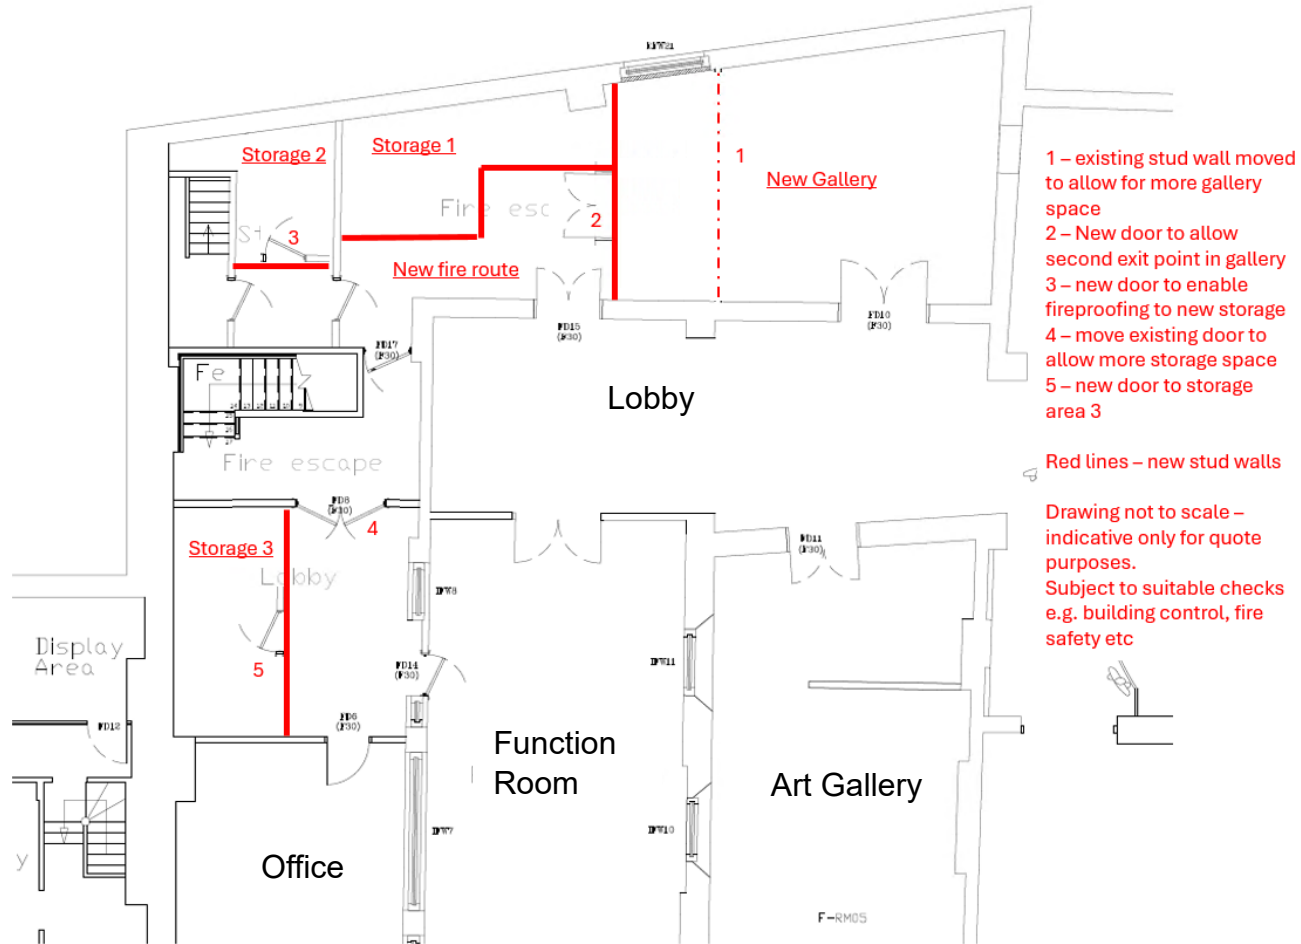 Storage 2
Storage 1
1
New Gallery
Fire esc
2
St
3
New fire route
FD15
(F30)
FD10
(F30)
FD17
(F30)
Fe
Lobby
Fire escape
FD8
(F30)
4
Storage 3
Lobby
5
FD11
(F30)
FD14
(F30)
FD6
(F30)
Display
Area
FD12
Function
Room
Art Gallery
Office
y
F-RM05
1 – existing stud wall moved
to allow for more gallery
space
2 – New door to allow
second exit point in gallery
3 – new door to enable
fireproofing to new storage
4 – move existing door to
allow more storage space
5 – new door to storage
area 3
Red lines – new stud walls
Drawing not to scale –
indicative only for quote
purposes.
Subject to suitable checks
e.g. building control, fire
safety etc